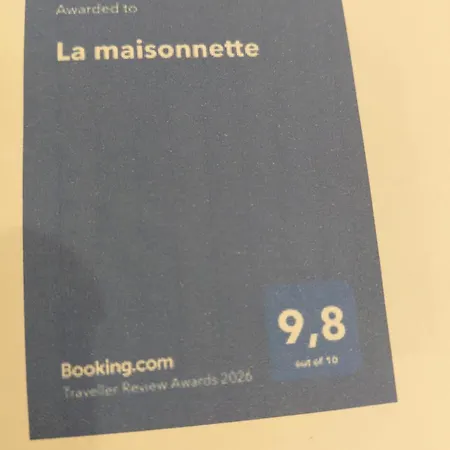 Awarded to
La maisonnette
9,8
out of 10
Booking.com
Traveller Review Awards 2026